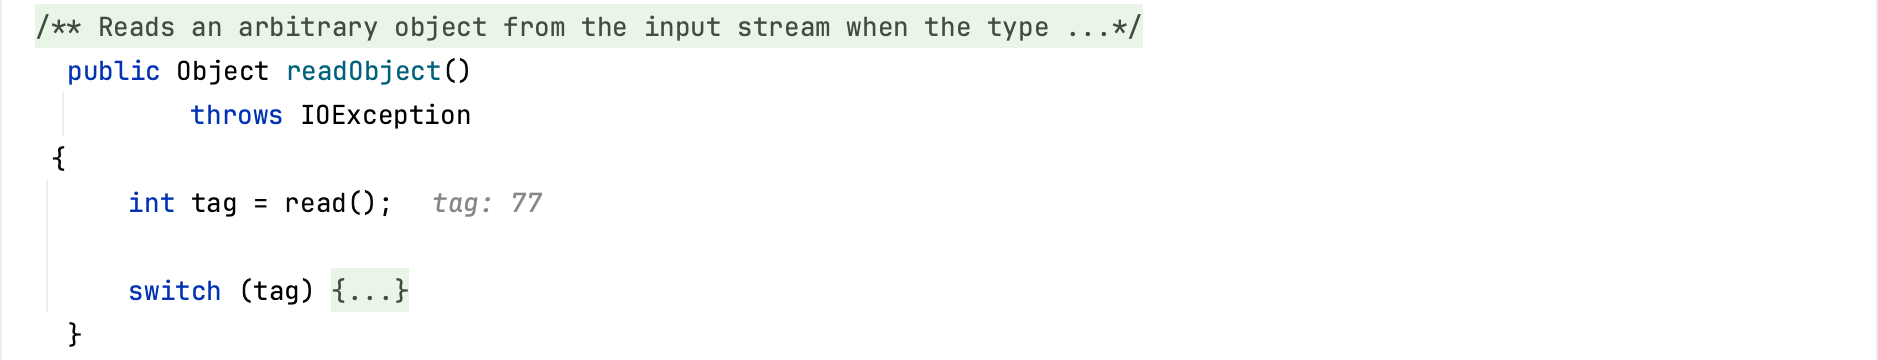 /** Reads an arbitrary object from the input stream when the type ...*/
public Object readObject()
throws IOException
{
int tag = read();   tag: 77
switch (tag) {...}
}